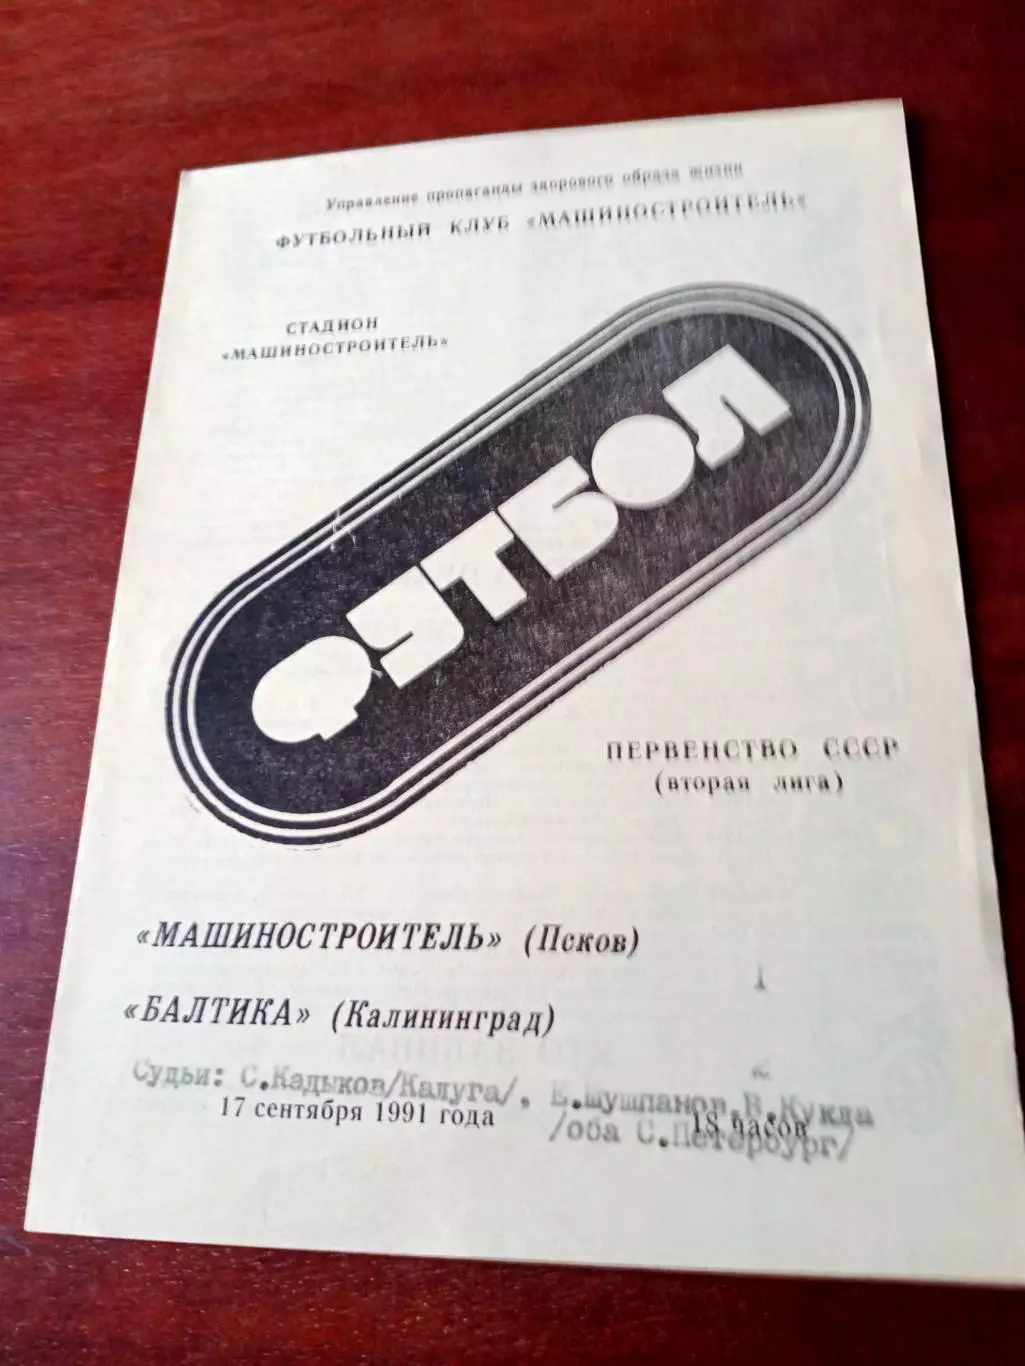 Управление пропаганды здорового образа жизни
ФУТБОЛЬНЫЙ КЛУБ «МАШИНОСТРОИТЕЛЬ»
СТАДИОН
«МАШИНОСТРОИТЕЛЬ»
ФУТБОЛ
ПЕРВЕНСТВО СССР
(вторая лига)
«МАШИНОСТРОИТЕЛЬ» (Псков)
«БАЛТИКА» (Калининград)
Судьи: С.Кадыков/Калуга/, Е.Шушпанов,В.Кукла
/оба С.Петербург/
17 сентября 1991 года 18 часов